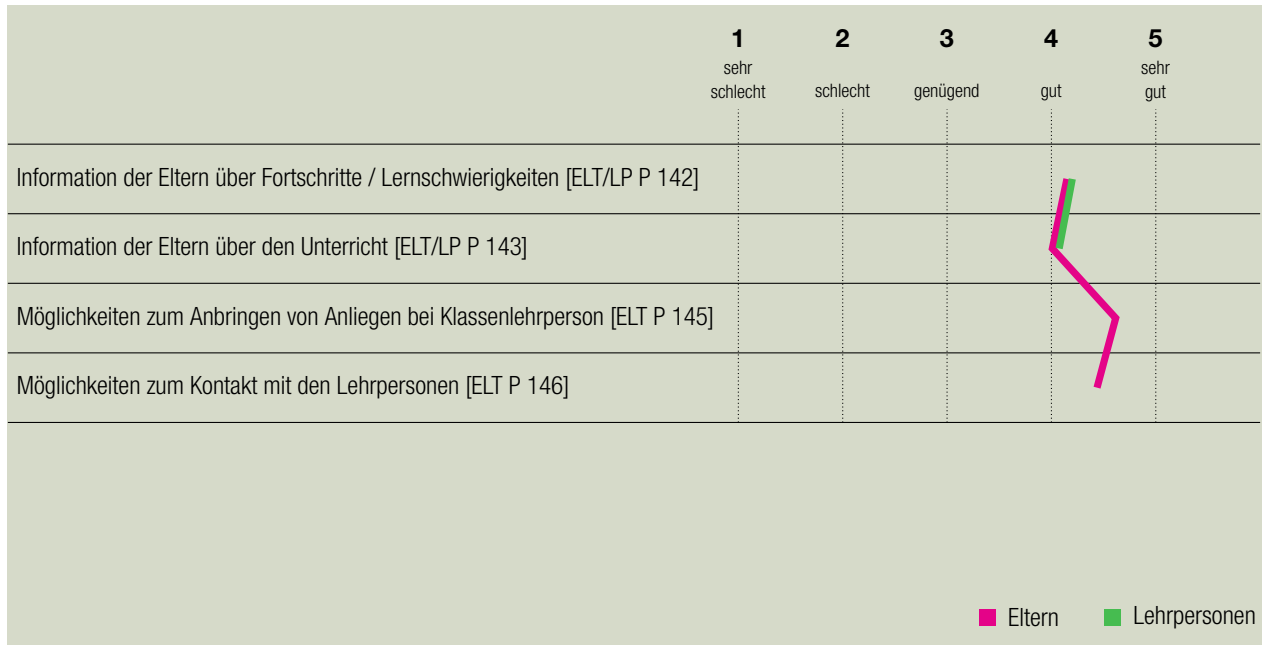 1 2 3 4 5
sehr schlecht schlecht genügend gut sehr gut
Information der Eltern über Fortschritte / Lernschwierigkeiten [ELT/LP P 142]
Information der Eltern über den Unterricht [ELT/LP P 143]
Möglichkeiten zum Anbringen von Anliegen bei Klassenlehrperson [ELT P 145]
Möglichkeiten zum Kontakt mit den Lehrpersonen [ELT P 146]
Eltern Lehrpersonen